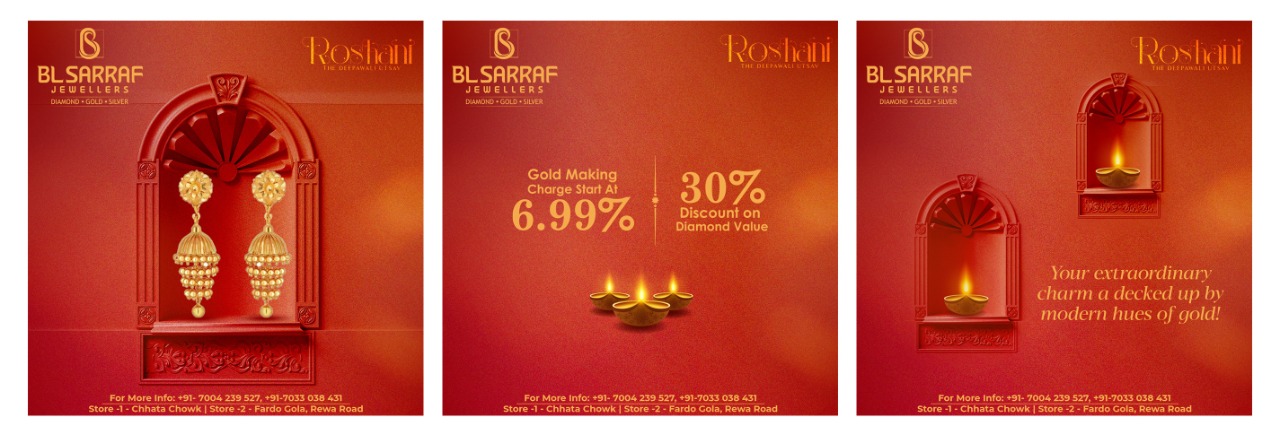 BL SARRAF
JEWELLERS
DIAMOND • GOLD • SILVER
Roshani
THE DEEPAWALI UTSAV
For More Info: +91- 7004 239 527, +91-7033 038 431
Store -1 - Chhata Chowk | Store -2 - Fardo Gola, Rewa Road
BL SARRAF
JEWELLERS
DIAMOND • GOLD • SILVER
Roshani
THE DEEPAWALI UTSAV
Gold Making
Charge Start At
6.99%
30%
Discount on
Diamond Value
For More Info: +91- 7004 239 527, +91-7033 038 431
Store -1 - Chhata Chowk | Store -2 - Fardo Gola, Rewa Road
BL SARRAF
JEWELLERS
DIAMOND • GOLD • SILVER
Roshani
THE DEEPAWALI UTSAV
Your extraordinary
charm a decked up by
modern hues of gold!
For More Info: +91- 7004 239 527, +91-7033 038 431
Store -1 - Chhata Chowk | Store -2 - Fardo Gola, Rewa Road